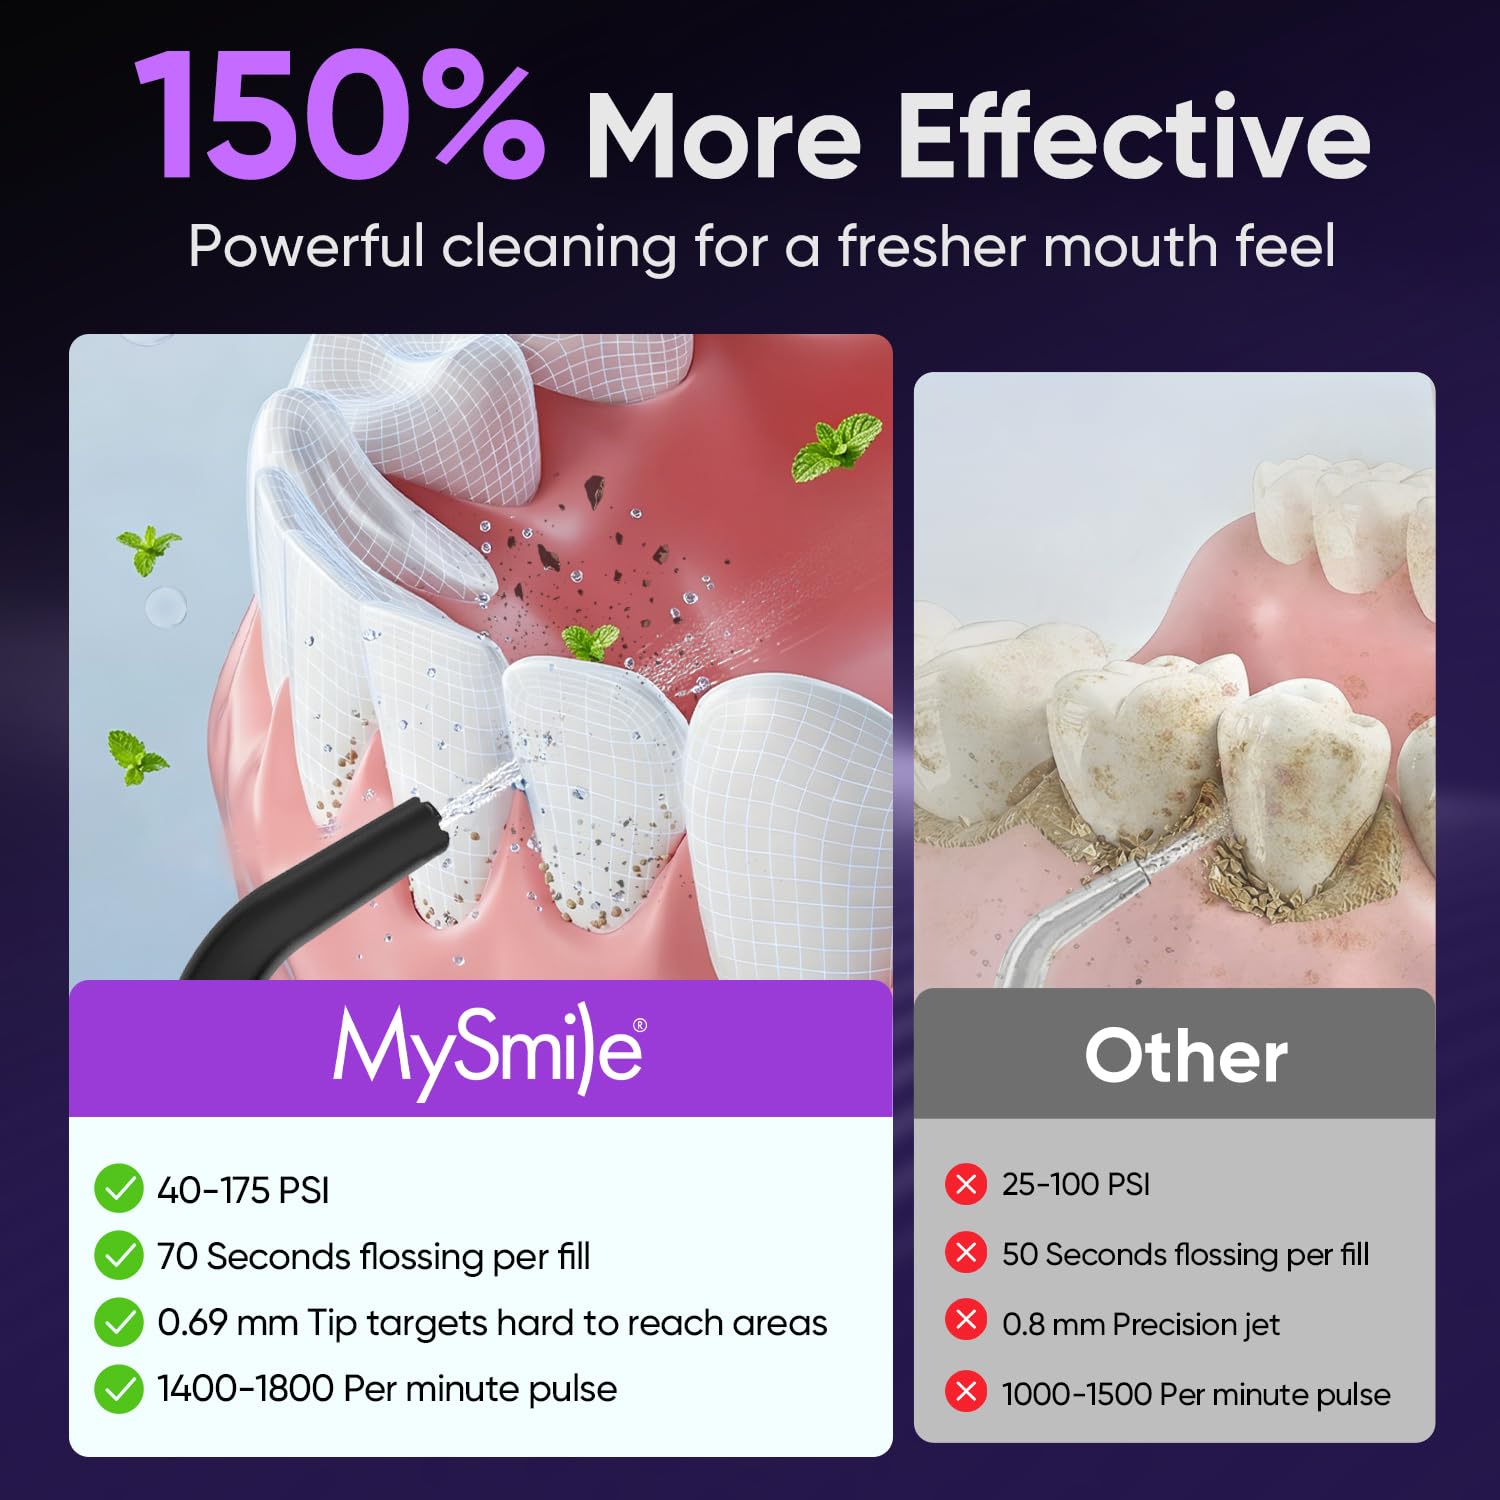 150% More Effective
Powerful cleaning for a fresher mouth feel
MySmile®
40-175 PSI
70 Seconds flossing per fill
0.69 mm Tip targets hard to reach areas
1400-1800 Per minute pulse
Other
25-100 PSI
50 Seconds flossing per fill
0.8 mm Precision jet
1000-1500 Per minute pulse